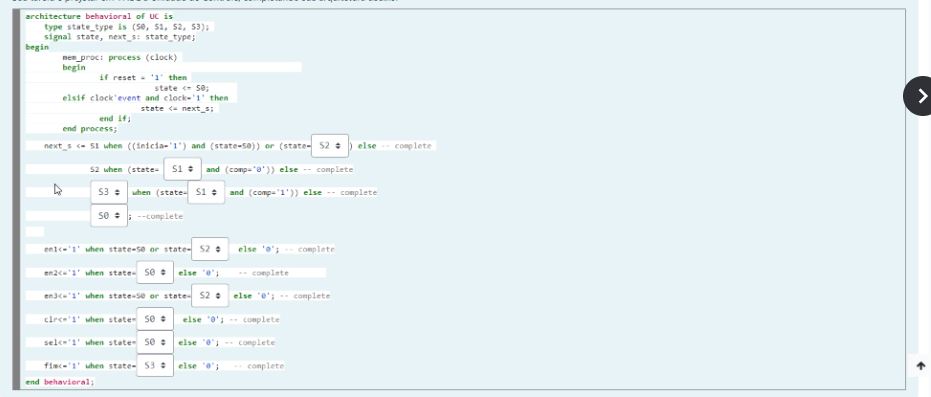 architecture behavioral of UC is
type state_type is (S0, S1, S2, S3);
signal state, next_s: state_type;
begin
mem_proc: process (clock)
begin
if reset = '1' then
state <= S0;
elsif clock'event and clock='1' then
state <= next_s;
end if;
end process;
next_s <= S1 when ((inicia='1') and (state=S0)) or (state= S2 ) else -- complete
S2 when (state= S1 and (comp='0')) else -- complete
S3 when (state= S1 and (comp='1')) else -- complete
S0 ; --complete
en1<='1' when state=S0 or state= S2 else '0'; -- complete
en2<='1' when state= S0 else '0'; -- complete
en3<='1' when state=S0 or state= S2 else '0'; -- complete
clr<='1' when state= S0 else '0'; -- complete
sel<='1' when state= S0 else '0'; -- complete
fim<='1' when state= S3 else '0'; -- complete
end behavioral;